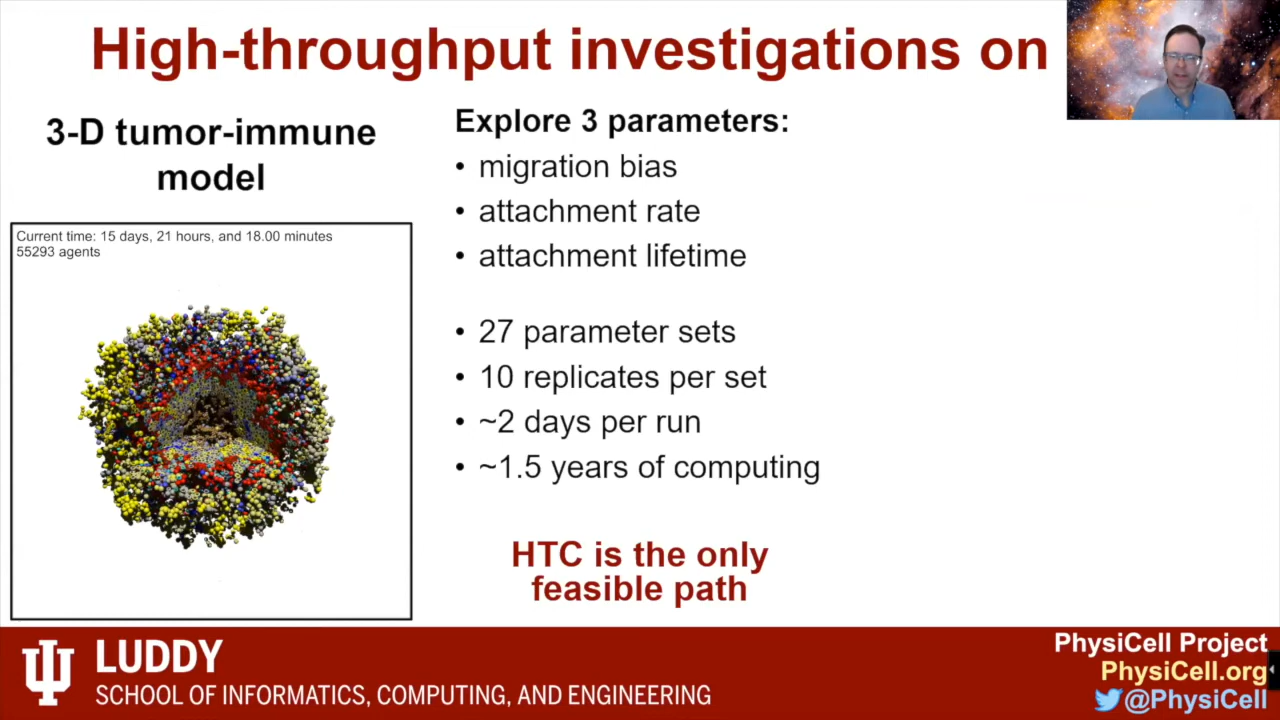 High-throughput investigations on
3-D tumor-immune
model
Current time: 15 days, 21 hours, and 18.00 minutes
55293 agents
Explore 3 parameters:
• migration bias
• attachment rate
• attachment lifetime
• 27 parameter sets
• 10 replicates per set
• ~2 days per run
• ~1.5 years of computing
HTC is the only
feasible path
LUDDY
SCHOOL OF INFORMATICS, COMPUTING, AND ENGINEERING
PhysiCell Project
PhysiCell.org
@PhysiCell